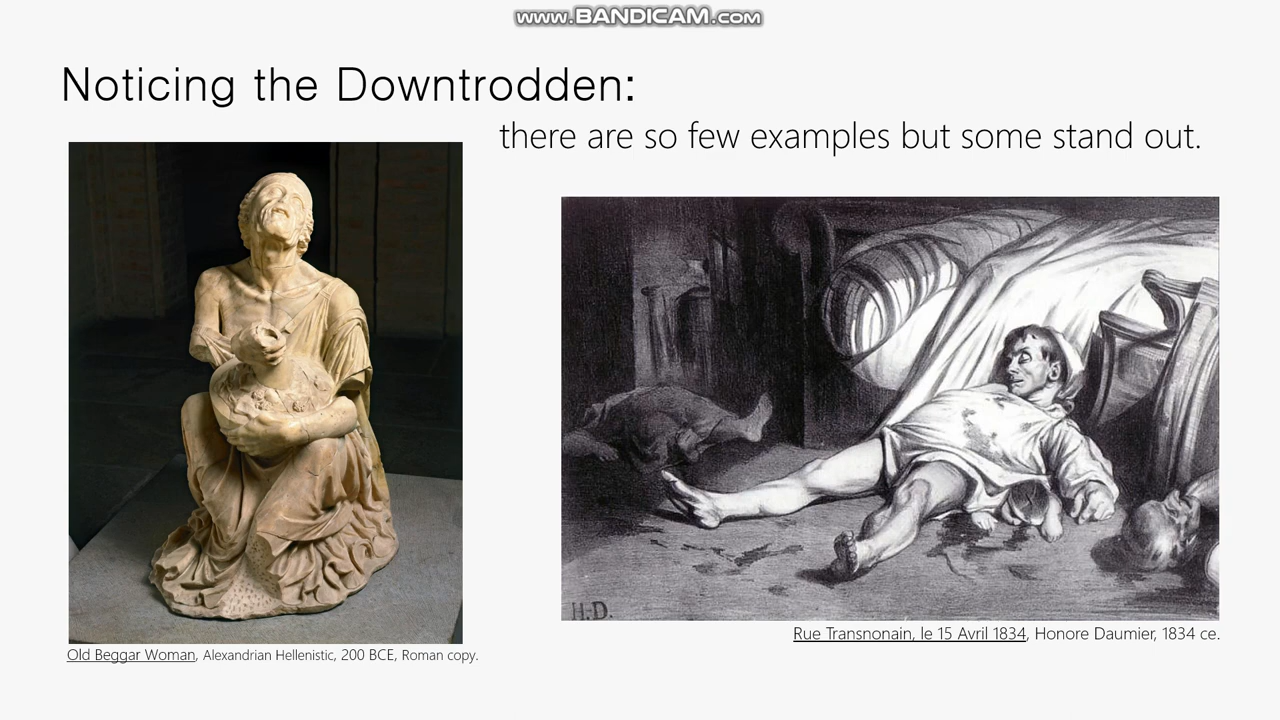 www.BANDICAM.com
Noticing the Downtrodden:
there are so few examples but some stand out.
H.D.
Rue Transnonain, le 15 Avril 1834, Honore Daumier, 1834 ce.
Old Beggar Woman, Alexandrian Hellenistic, 200 BCE, Roman copy.